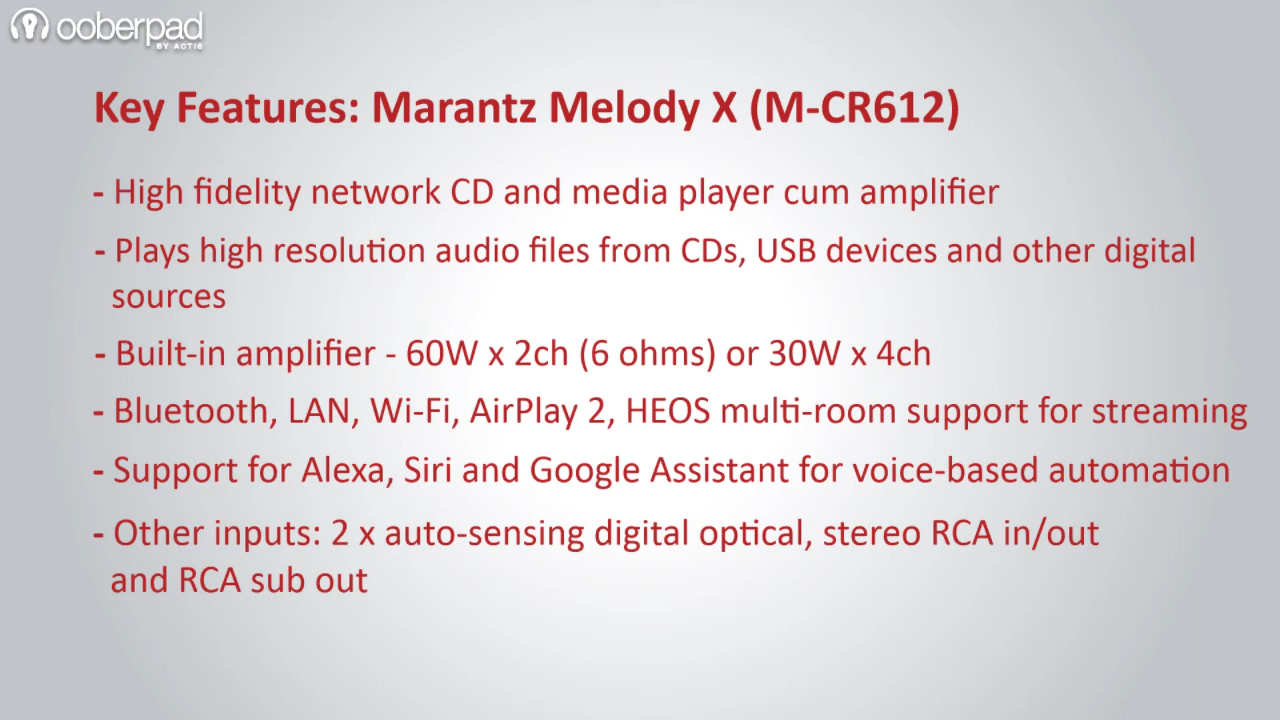 ooberpad
BY ACTIS
Key Features: Marantz Melody X (M-CR612)
- High fidelity network CD and media player cum amplifier
- Plays high resolution audio files from CDs, USB devices and other digital
sources
- Built-in amplifier - 60W x 2ch (6 ohms) or 30W x 4ch
- Bluetooth, LAN, Wi-Fi, AirPlay 2, HEOS multi-room support for streaming
- Support for Alexa, Siri and Google Assistant for voice-based automation
- Other inputs: 2 x auto-sensing digital optical, stereo RCA in/out
and RCA sub out